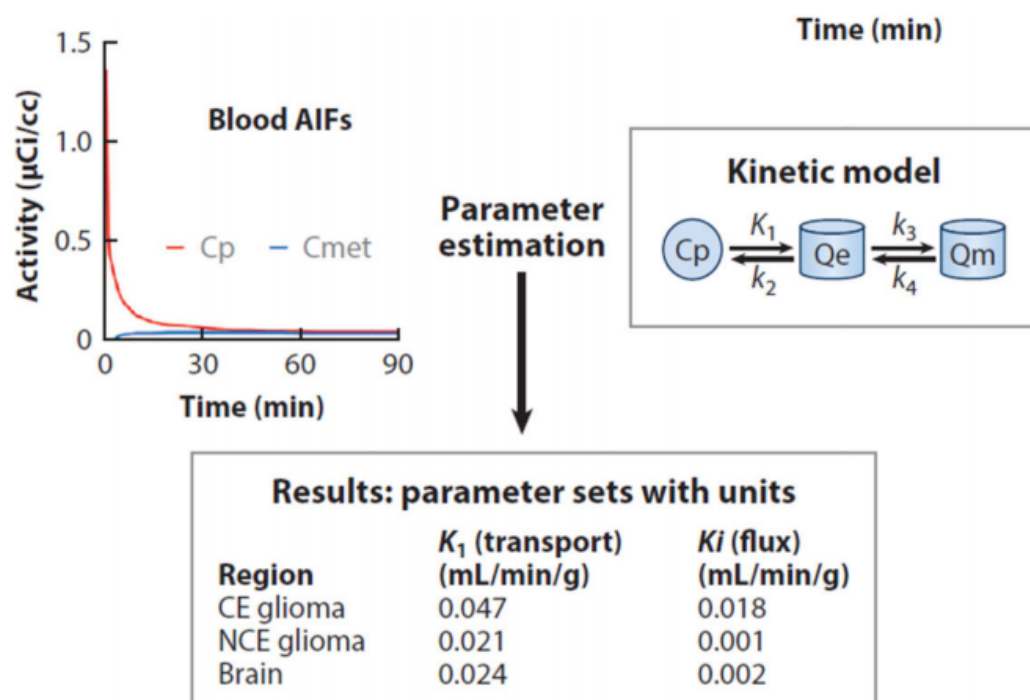 Time (min)
1.5
1.0
0.5
0
Activity (µCi/cc)
Blood AIFs
Cp Cmet
0 30 60 90
Time (min)
Parameter
estimation
Kinetic model
Cp K1 k2 Qe k3 k4 Qm
Results: parameter sets with units
Region K1 (transport) (mL/min/g) Ki (flux) (mL/min/g)
CE glioma 0.047 0.018
NCE glioma 0.021 0.001
Brain 0.024 0.002